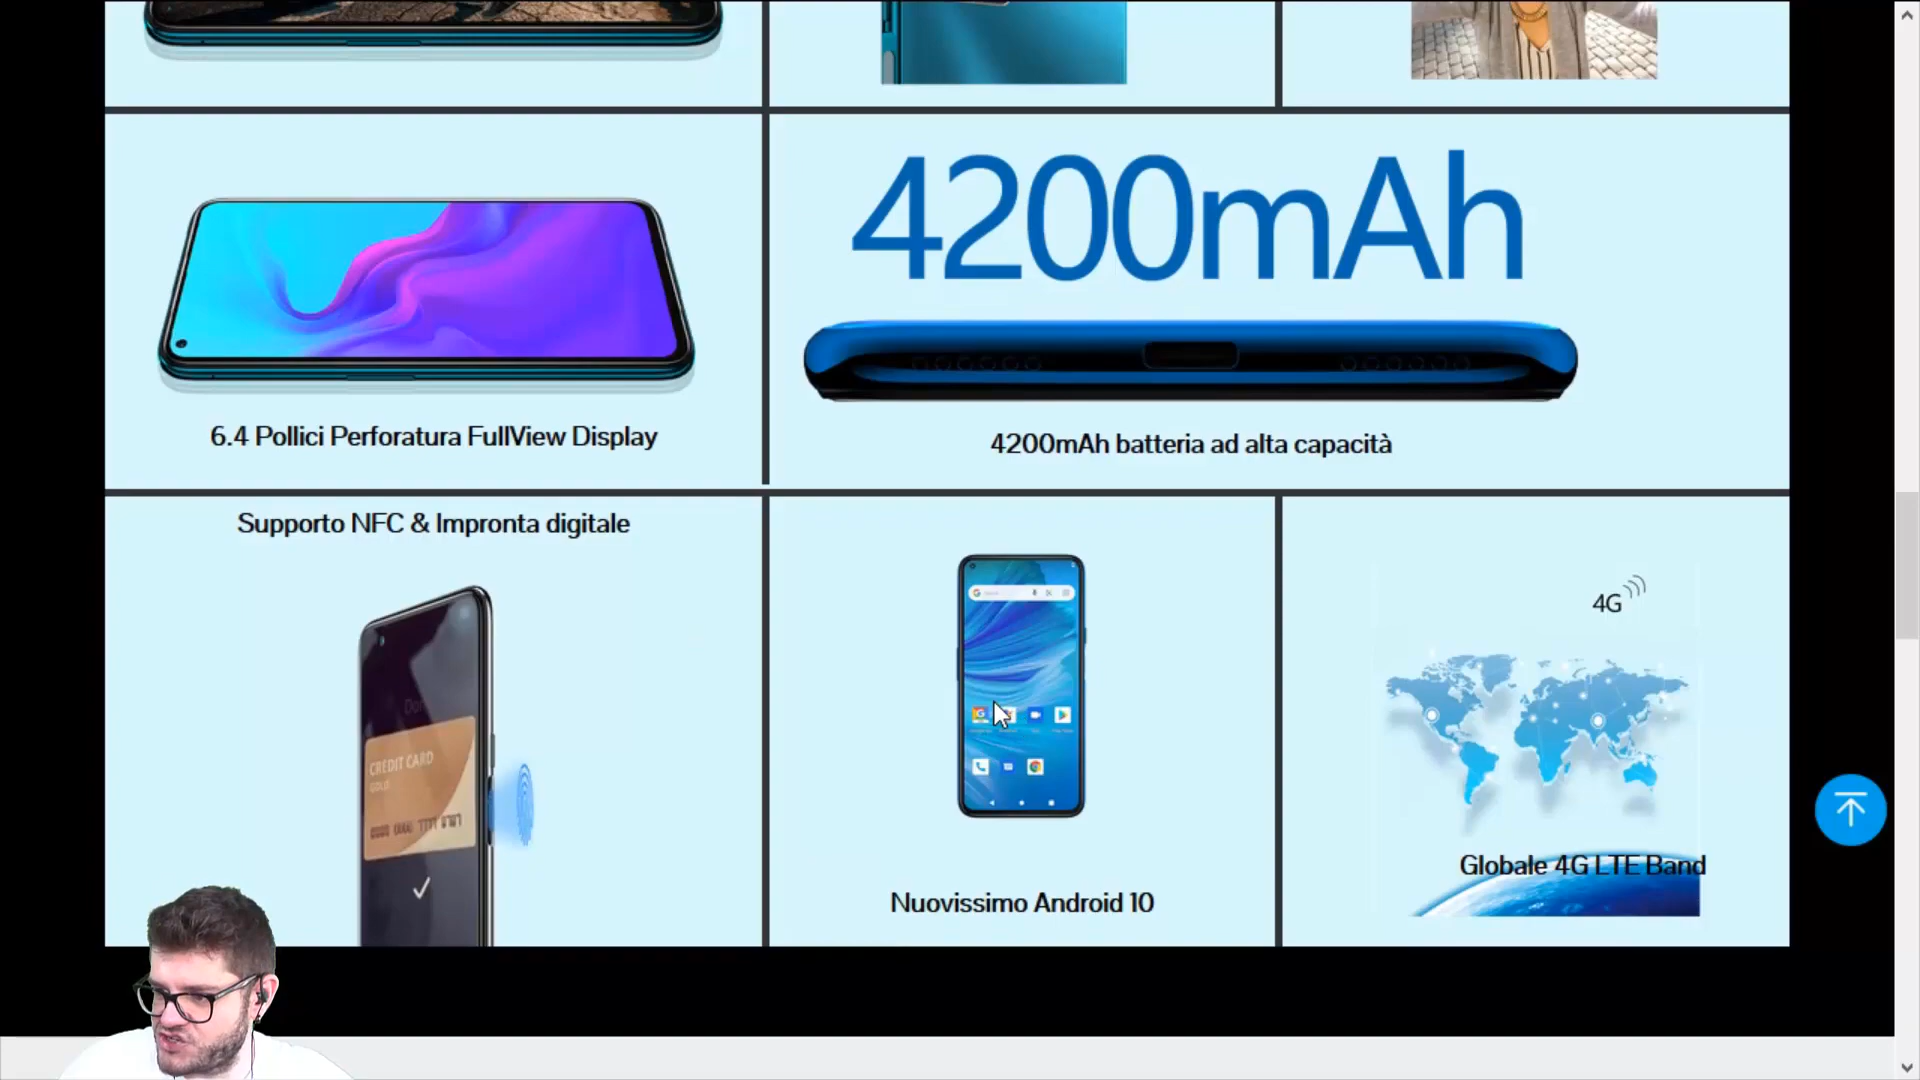 4200mAh
6.4 Pollici Perforatura FullView Display
4200mAh batteria ad alta capacità
Supporto NFC & Impronta digitale
4G
CREDIT CARD
GOLD
Nuovissimo Android 10
Globale 4G LTE Band